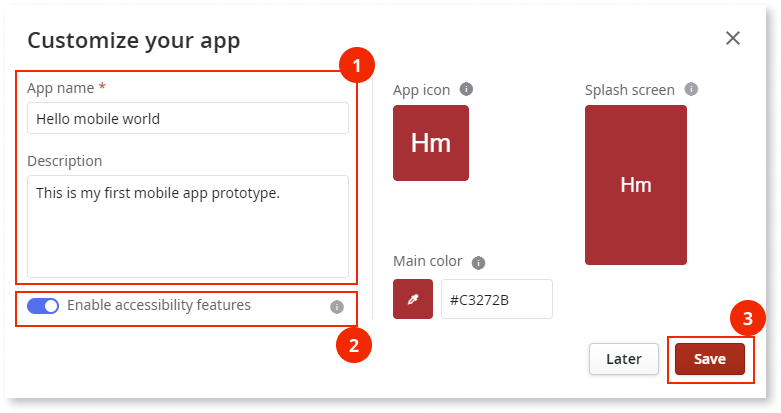 Customize your app
1
App name *
Hello mobile world
Description
This is my first mobile app prototype.
Enable accessibility features
2
App icon
Hm
Splash screen
Hm
Main color
#C3272B
3
Later
Save